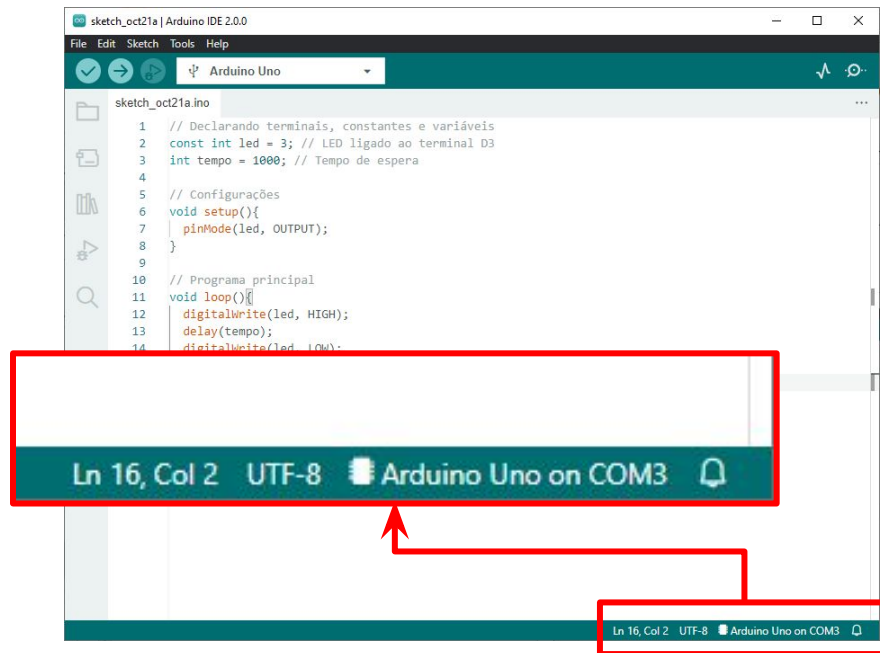 sketch_oct21a | Arduino IDE 2.0.0
File Edit Sketch Tools Help
Arduino Uno
sketch_oct21a.ino
1 // Declarando terminais, constantes e variáveis
2 const int led = 3; // LED ligado ao terminal D3
3 int tempo = 1000; // Tempo de espera
4
5 // Configurações
6 void setup(){
7 pinMode(led, OUTPUT);
8 }
9
10 // Programa principal
11 void loop(){
12 digitalWrite(led, HIGH);
13 delay(tempo);
14 digitalWrite(led, LOW);
Ln 16, Col 2 UTF-8 Arduino Uno on COM3
Ln 16, Col 2 UTF-8 Arduino Uno on COM3